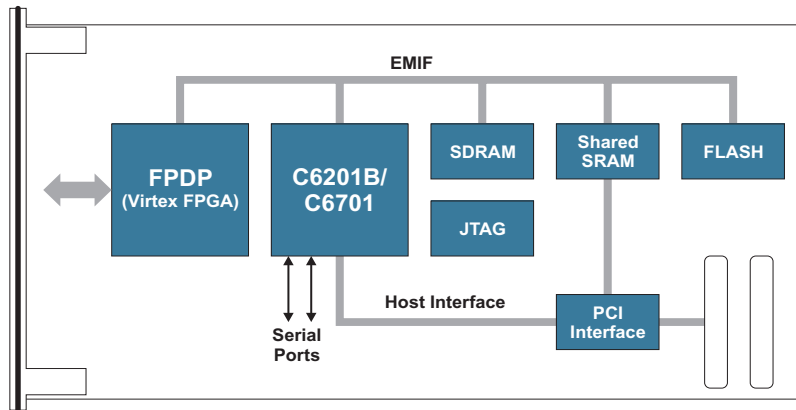 EMIF
FPDP
(Virtex FPGA)
C6201B/
C6701
SDRAM
Shared
SRAM
FLASH
JTAG
Host Interface
PCI
Interface
Serial
Ports